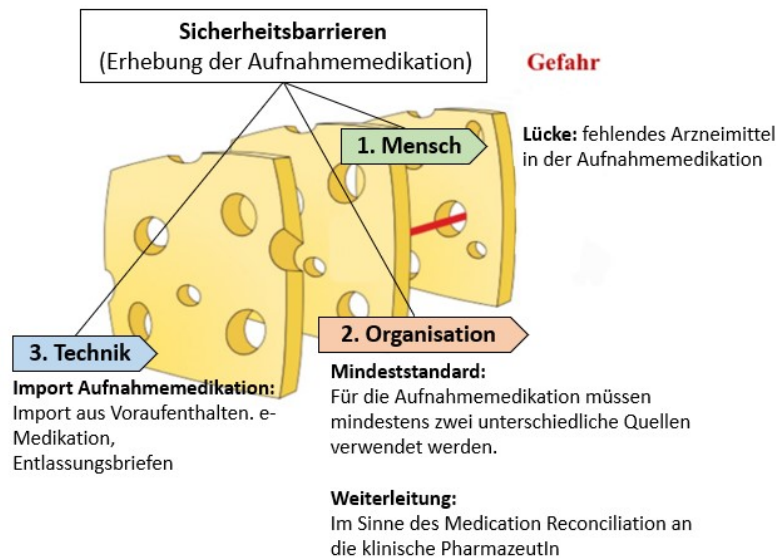 Sicherheitsbarrieren
(Erhebung der Aufnahmemedikation)
Gefahr
1. Mensch
Lücke: fehlendes Arzneimittel
in der Aufnahmemedikation
2. Organisation
Mindeststandard:
Für die Aufnahmemedikation müssen
mindestens zwei unterschiedliche Quellen
verwendet werden.
Weiterleitung:
Im Sinne des Medication Reconciliation an
die klinische PharmazeutIn
3. Technik
Import Aufnahmemedikation:
Import aus Voraufenthalten. e-
Medikation,
Entlassungsbriefen